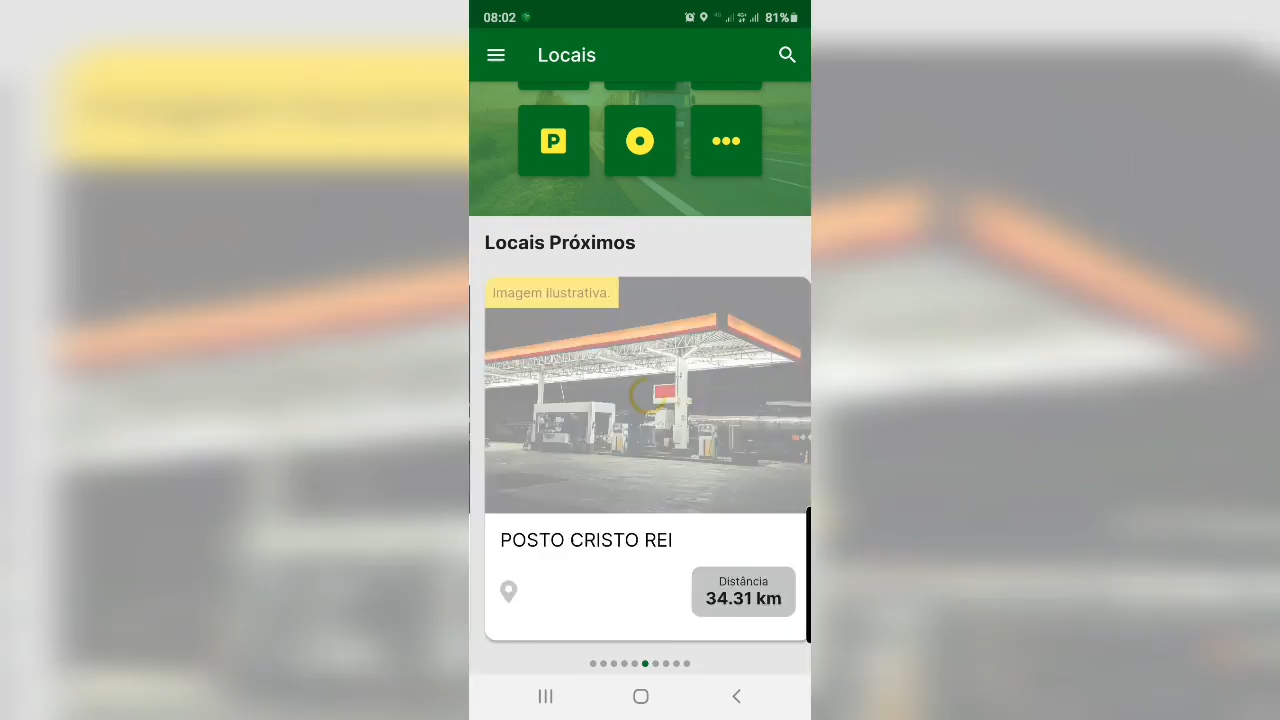 08:02
81%
Locais
P
Locais Próximos
Imagem Ilustrativa.
POSTO CRISTO REI
Distância
34.31 km